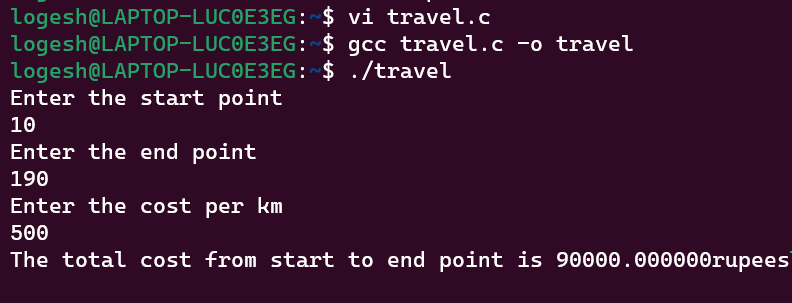 logesh@LAPTOP-LUC0E3EG:~$ vi travel.c
logesh@LAPTOP-LUC0E3EG:~$ gcc travel.c -o travel
logesh@LAPTOP-LUC0E3EG:~$ ./travel
Enter the start point
10
Enter the end point
190
Enter the cost per km
500
The total cost from start to end point is 90000.000000rupees